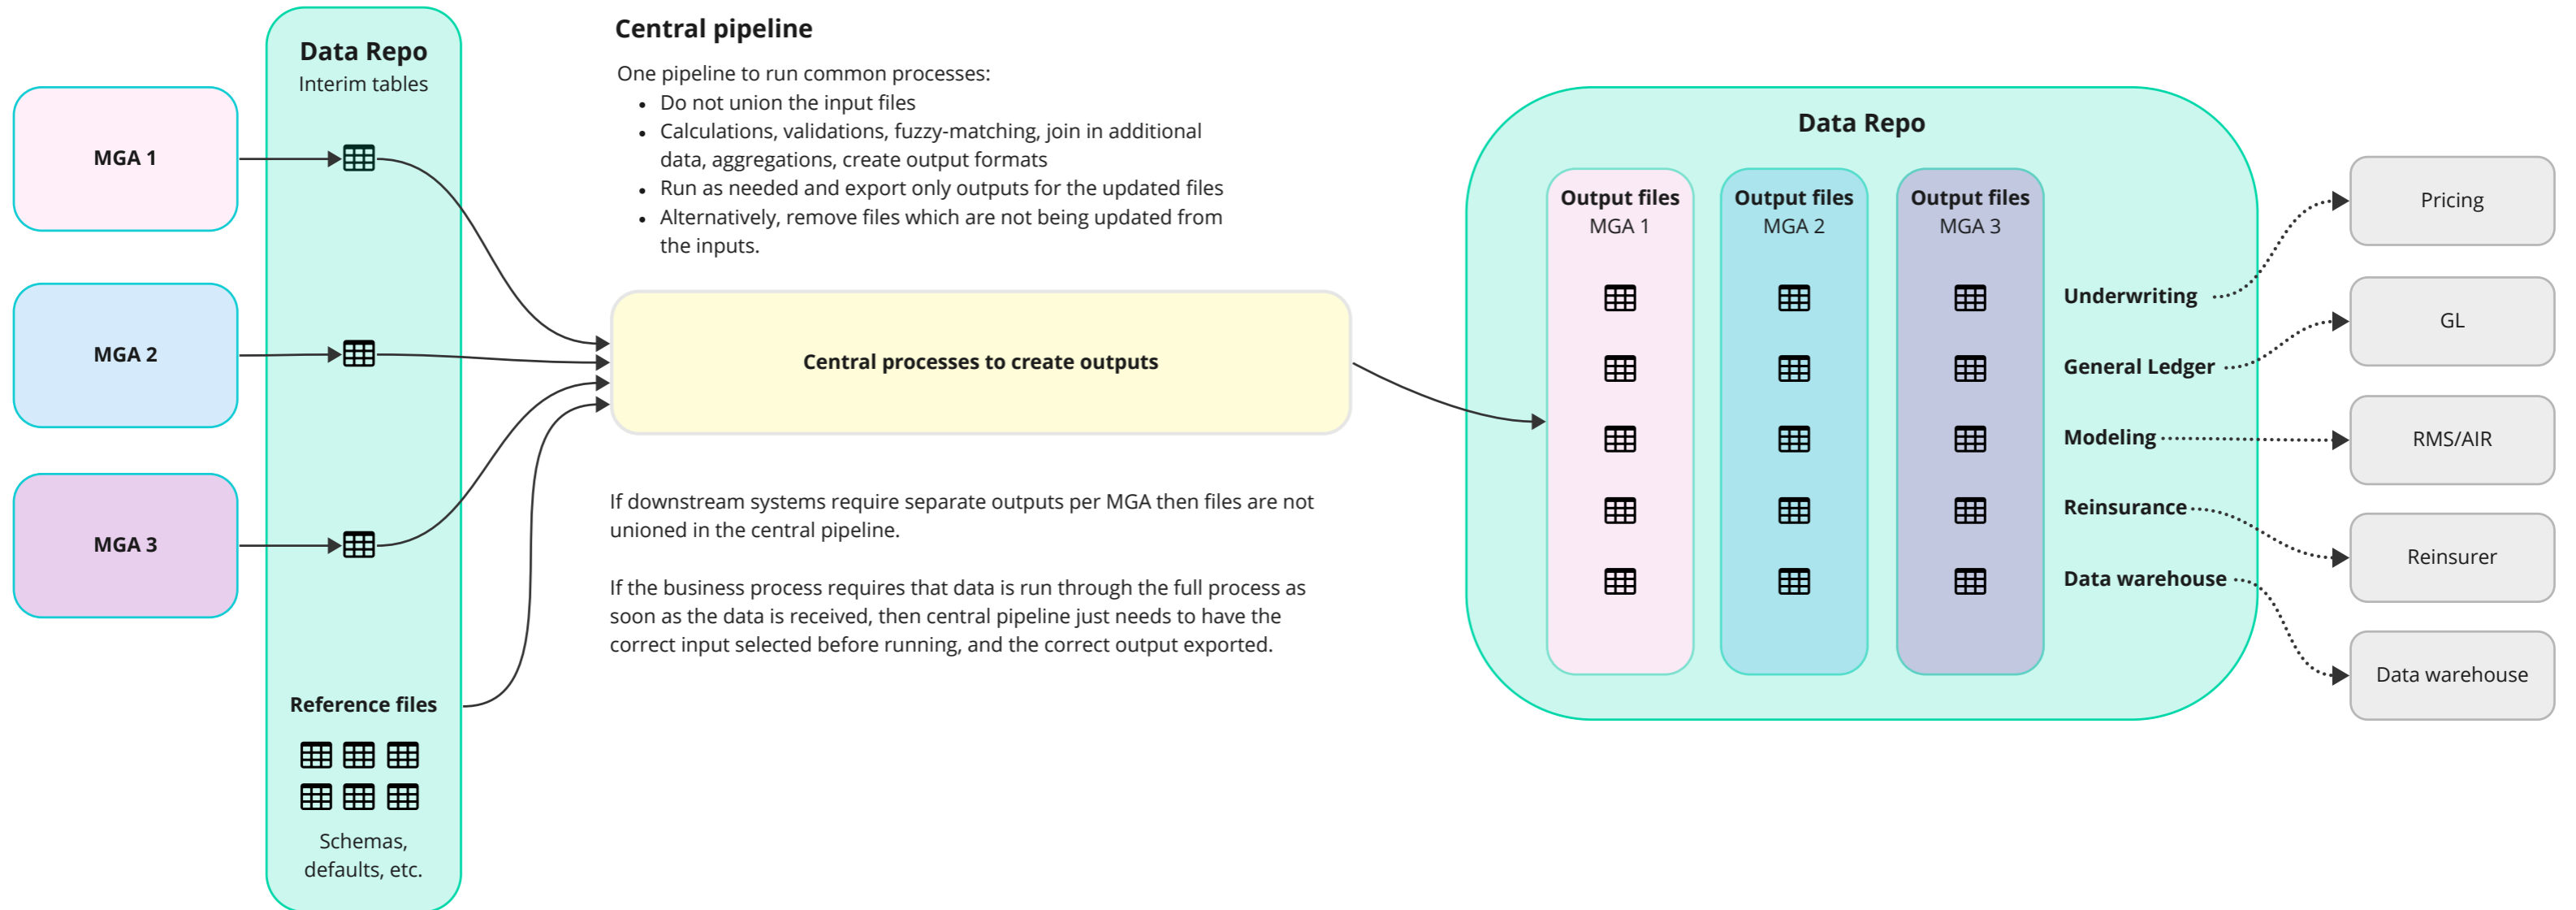 MGA 1
MGA 2
MGA 3
Data Repo
Interim tables
Reference files
Schemas,
defaults, etc.
Central pipeline
One pipeline to run common processes:
• Do not union the input files
• Calculations, validations, fuzzy-matching, join in additional
data, aggregations, create output formats
• Run as needed and export only outputs for the updated files
• Alternatively, remove files which are not being updated from
the inputs.
Central processes to create outputs
If downstream systems require separate outputs per MGA then files are not
unioned in the central pipeline.
If the business process requires that data is run through the full process as
soon as the data is received, then central pipeline just needs to have the
correct input selected before running, and the correct output exported.
Data Repo
Output files
MGA 1
Output files
MGA 2
Output files
MGA 3
Underwriting
General Ledger
Modeling
Reinsurance
Data warehouse
Pricing
GL
RMS/AIR
Reinsurer
Data warehouse